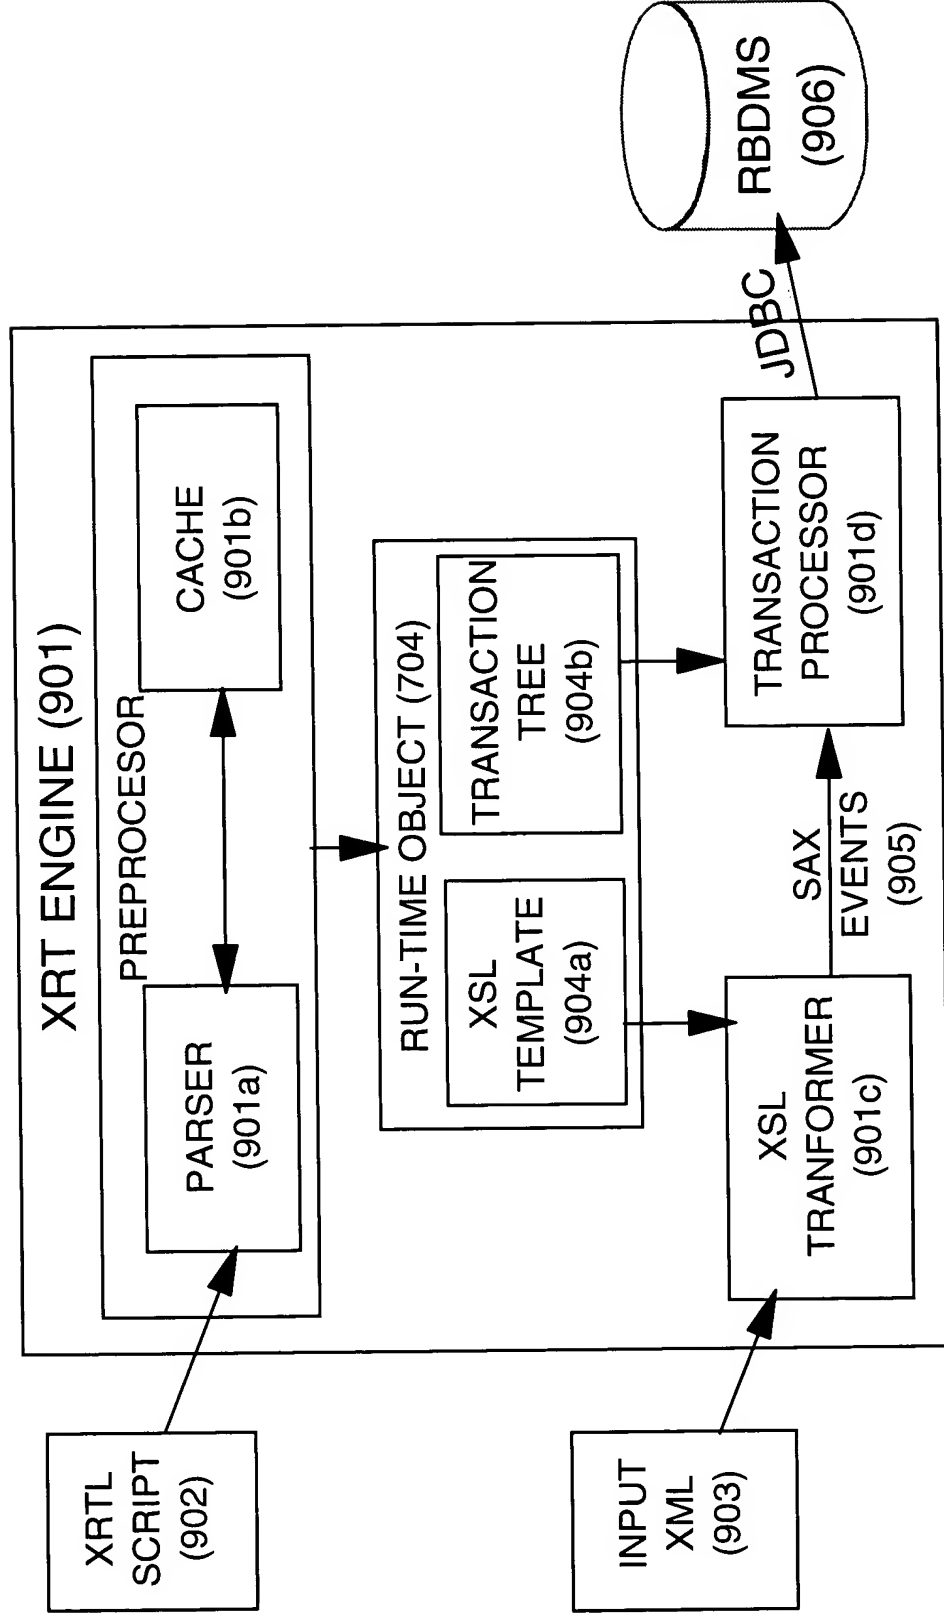 XRT ENGINE (901)
PREPROCESOR
PARSER
(901a)
CACHE
(901b)
XRTL
SCRIPT
(902)
RUN-TIME OBJECT (704)
XSL
TEMPLATE
(904a)
TRANSACTION
TREE
(904b)
INPUT
XML
(903)
XSL
TRANFORMER
(901c)
SAX
EVENTS
(905)
TRANSACTION
PROCESSOR
(901d)
JDBC
RBDMS
(906)